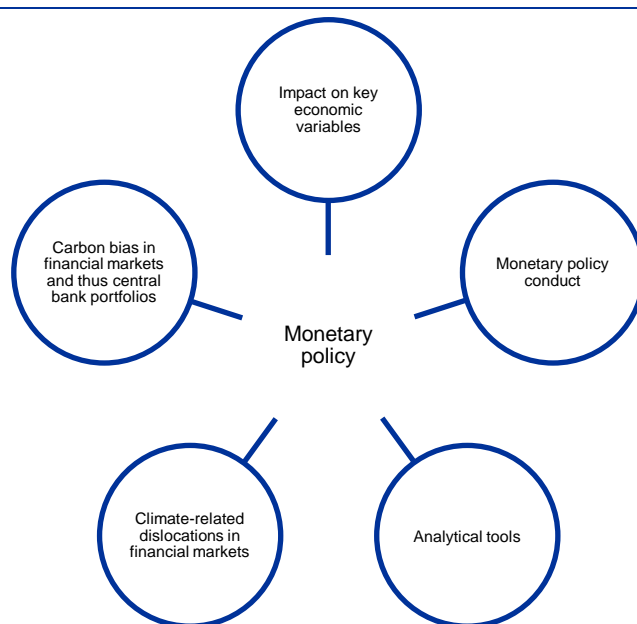 Impact on key
economic
variables
Carbon bias in
financial markets
and thus central
bank portfolios
Monetary policy
conduct
Monetary
policy
Climate-related
dislocations in
financial markets
Analytical tools